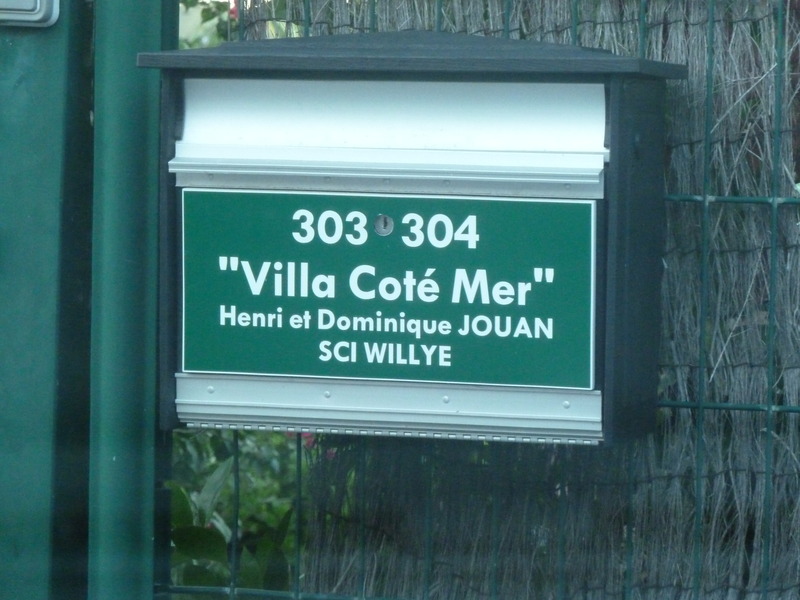 303 304
"Villa Coté Mer"
Henri et Dominique JOUAN
SCI WILLYE